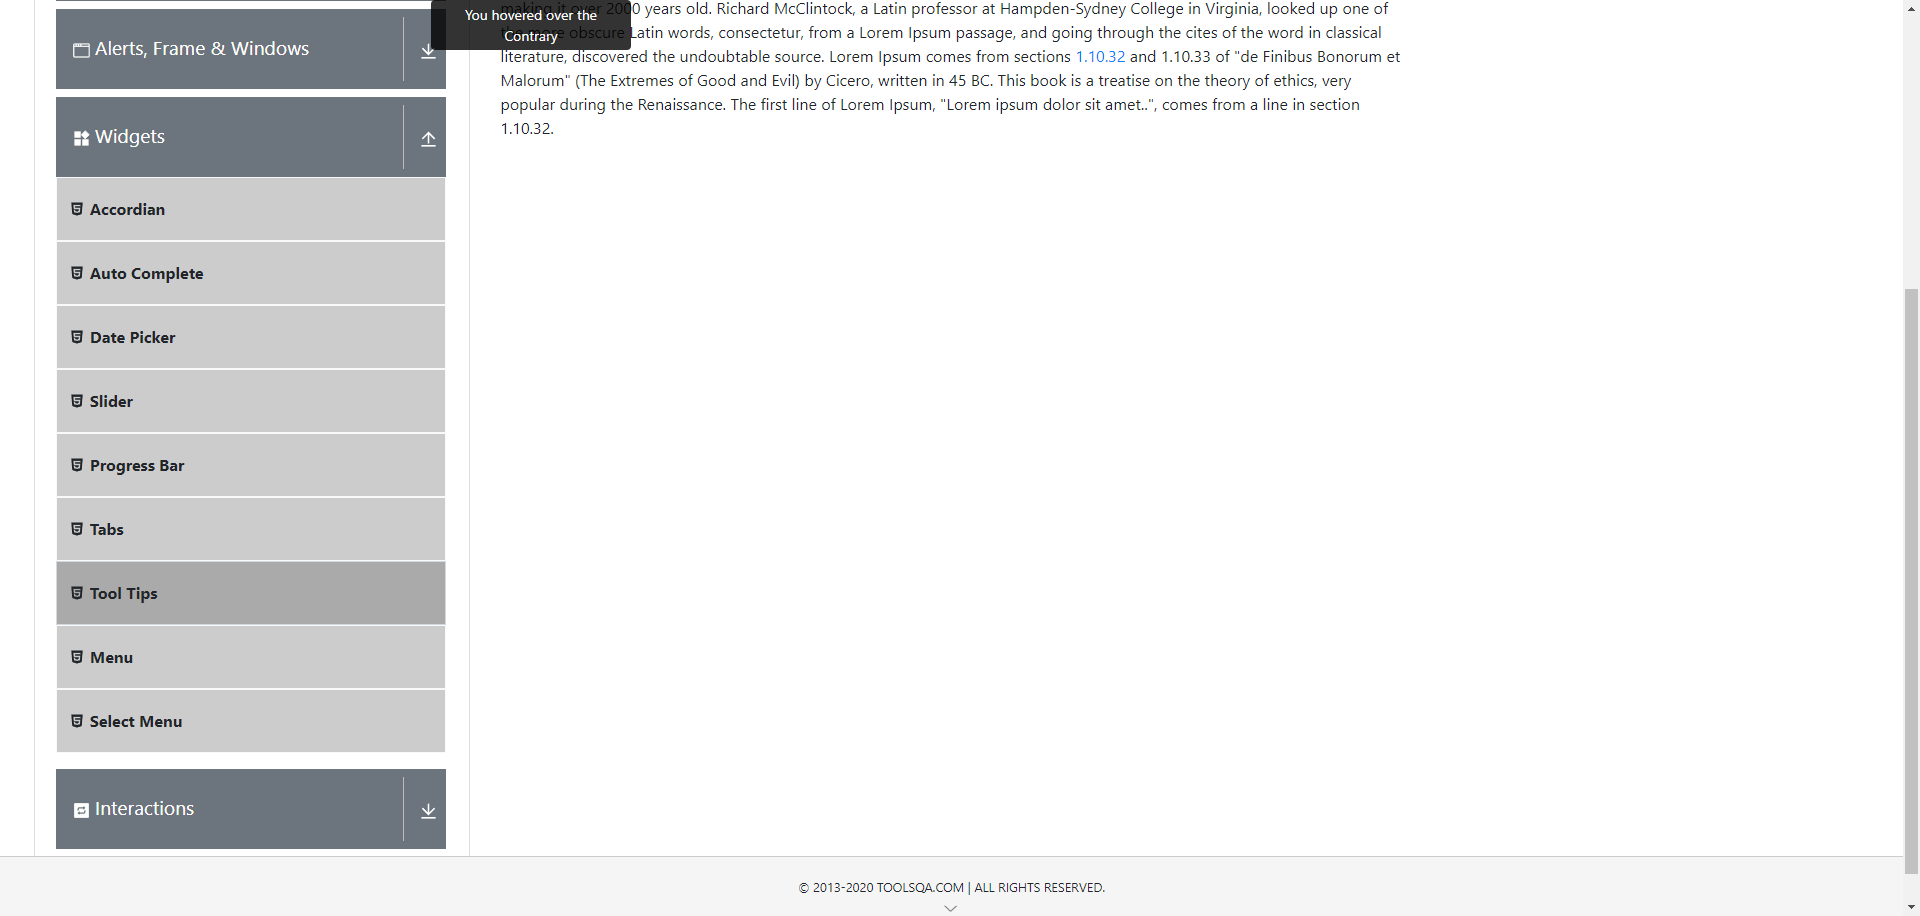 Alerts, Frame & Windows
Widgets
Accordian
Auto Complete
Date Picker
Slider
Progress Bar
Tabs
Tool Tips
Menu
Select Menu
Interactions
You hovered over the
Contrary
making it over 2000 years old. Richard McClintock, a Latin professor at Hampden-Sydney College in Virginia, looked up one of
the more obscure Latin words, consectetur, from a Lorem Ipsum passage, and going through the cites of the word in classical
literature, discovered the undoubtable source. Lorem Ipsum comes from sections 1.10.32 and 1.10.33 of "de Finibus Bonorum et
Malorum" (The Extremes of Good and Evil) by Cicero, written in 45 BC. This book is a treatise on the theory of ethics, very
popular during the Renaissance. The first line of Lorem Ipsum, "Lorem ipsum dolor sit amet..", comes from a line in section
1.10.32.
© 2013-2020 TOOLSQA.COM | ALL RIGHTS RESERVED.